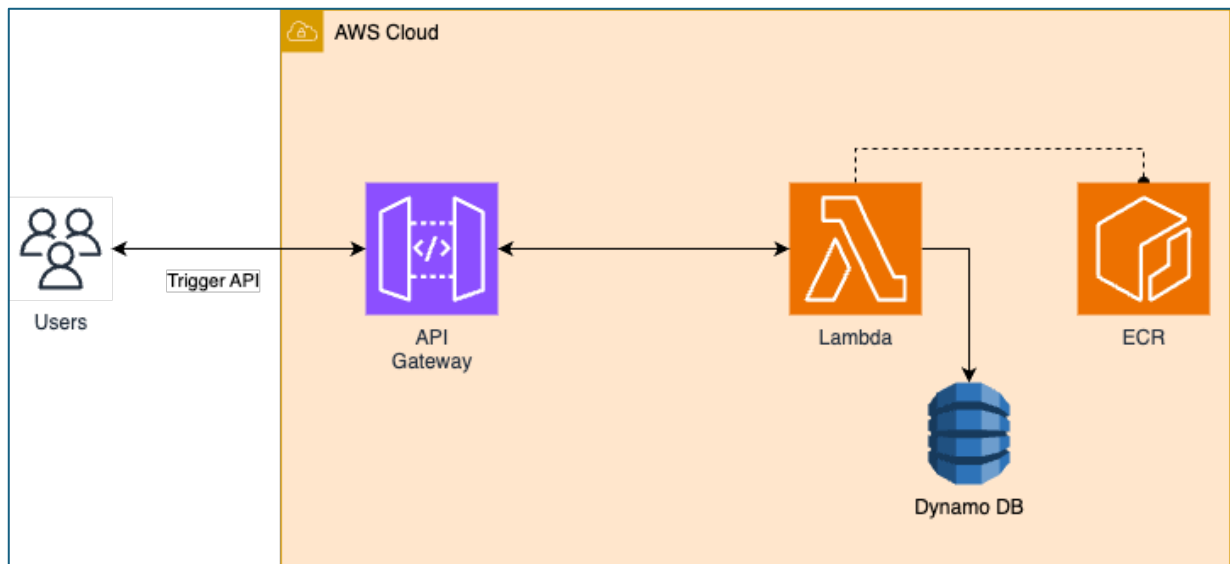 AWS Cloud
Trigger API
Users
API
Gateway
</>
Lambda
ECR
Dynamo DB